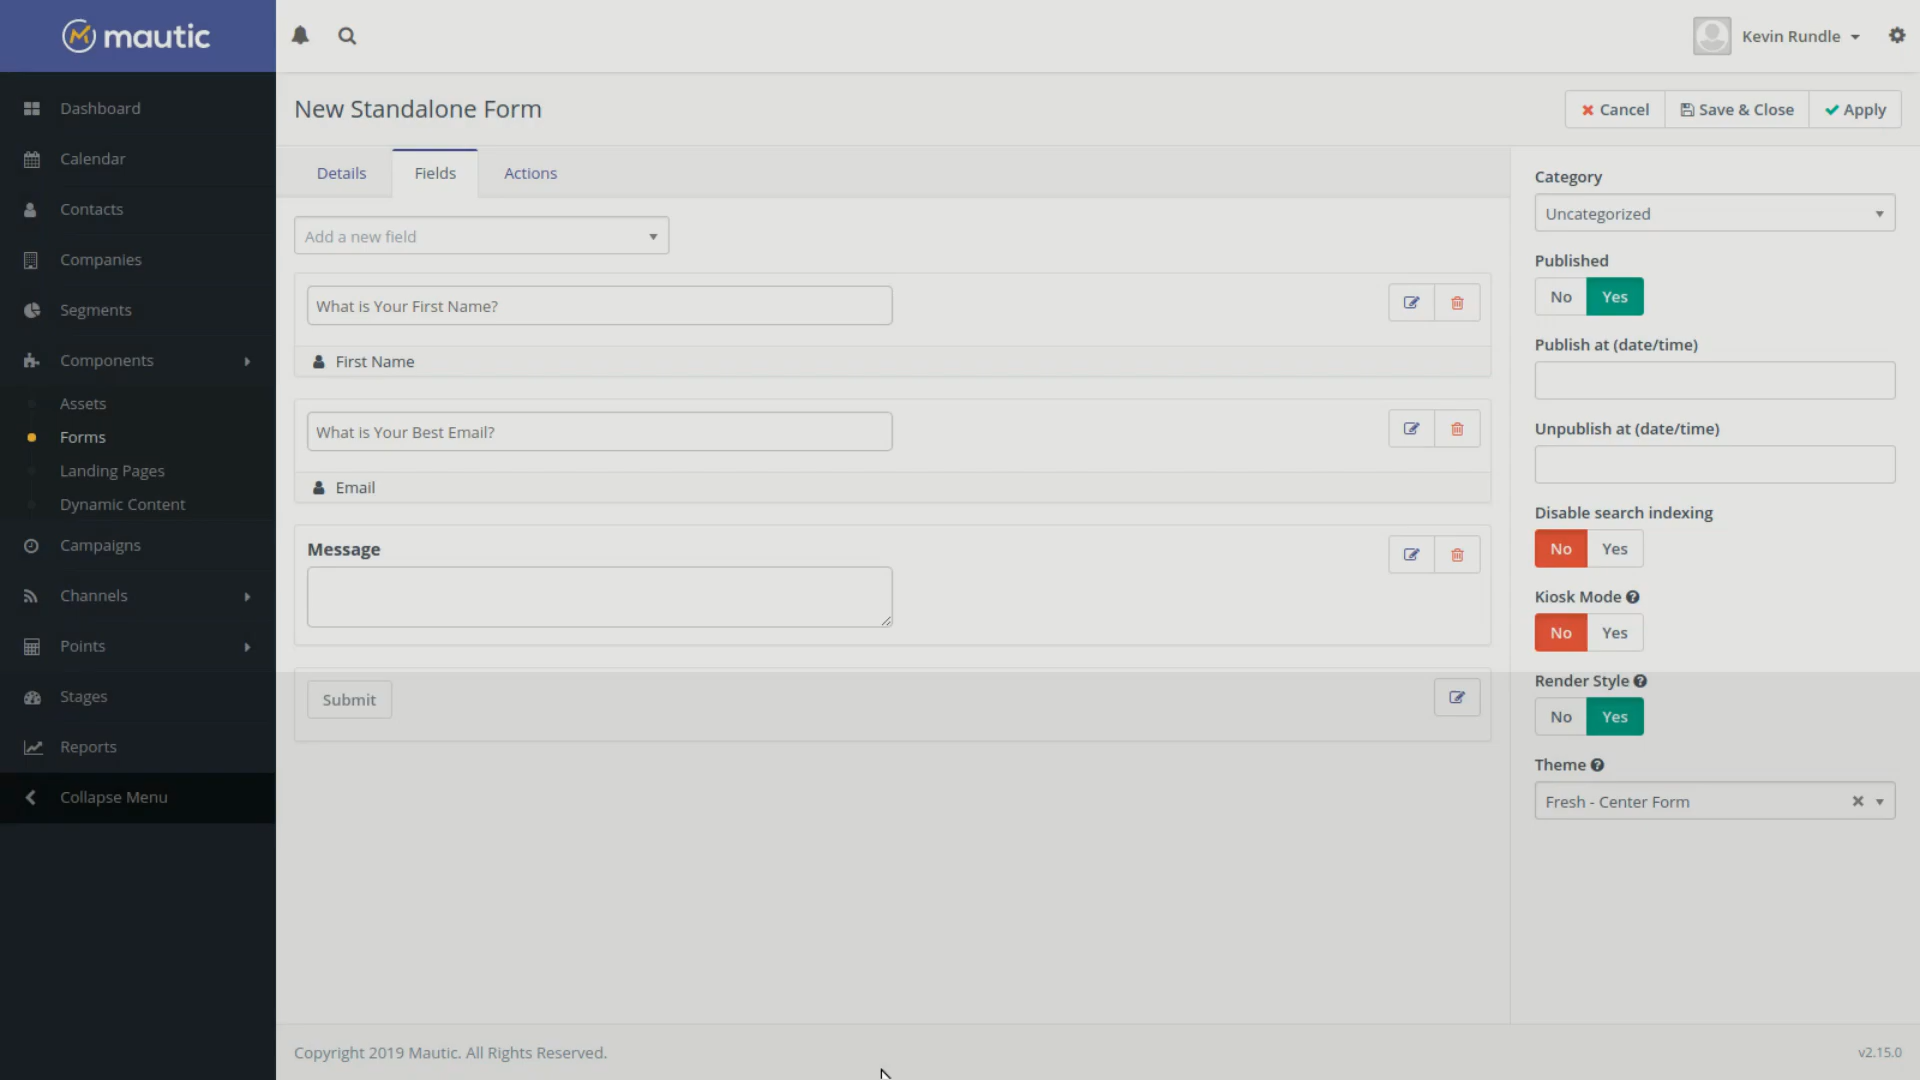 mautic
Kevin Rundle
Dashboard
Calendar
Contacts
Companies
Segments
Components
Assets
Forms
Landing Pages
Dynamic Content
Campaigns
Channels
Points
Stages
Reports
Collapse Menu
New Standalone Form
Cancel
Save & Close
Apply
Details
Fields
Actions
Add a new field
What is Your First Name?
First Name
What is Your Best Email?
Email
Message
Submit
Category
Uncategorized
Published
No Yes
Publish at (date/time)
Unpublish at (date/time)
Disable search indexing
No Yes
Kiosk Mode
No Yes
Render Style
No Yes
Theme
Fresh - Center Form
Copyright 2019 Mautic. All Rights Reserved.
v2.15.0